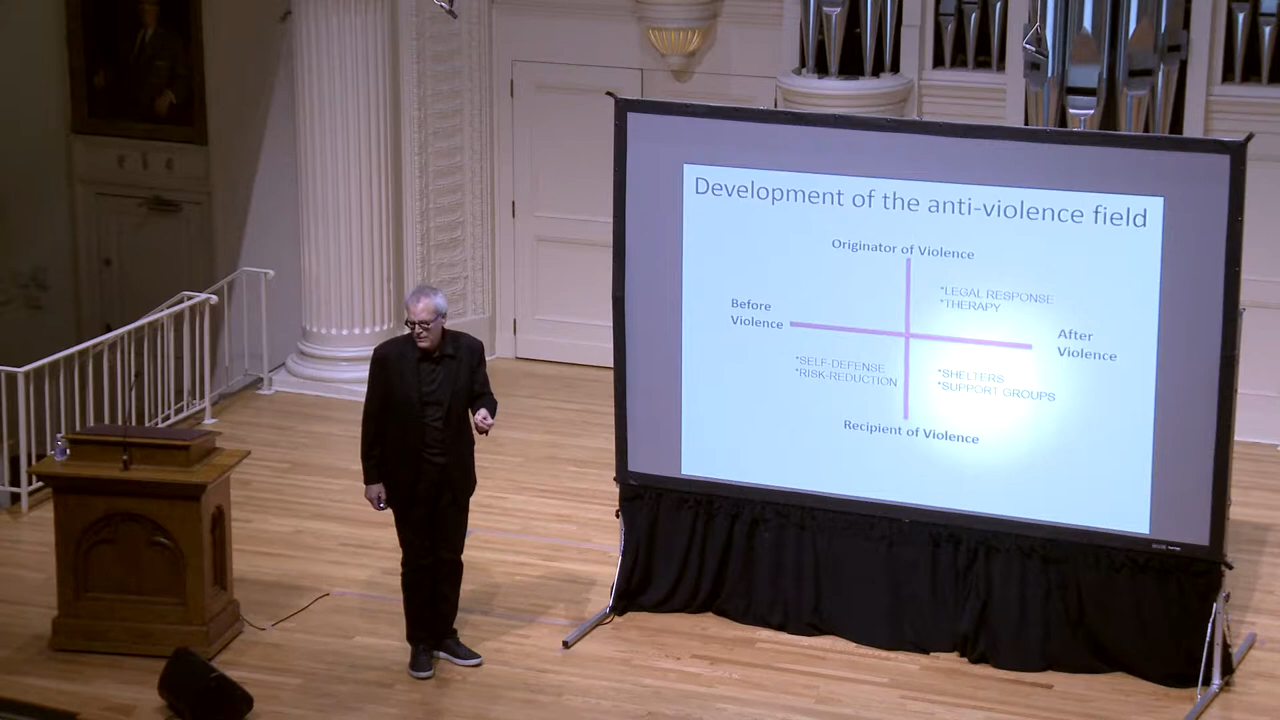 Development of the anti-violence field
Originator of Violence
*LEGAL RESPONSE
*THERAPY
Before
Violence
After
Violence
*SELF-DEFENSE
*RISK-REDUCTION
*SHELTERS
*SUPPORT GROUPS
Recipient of Violence